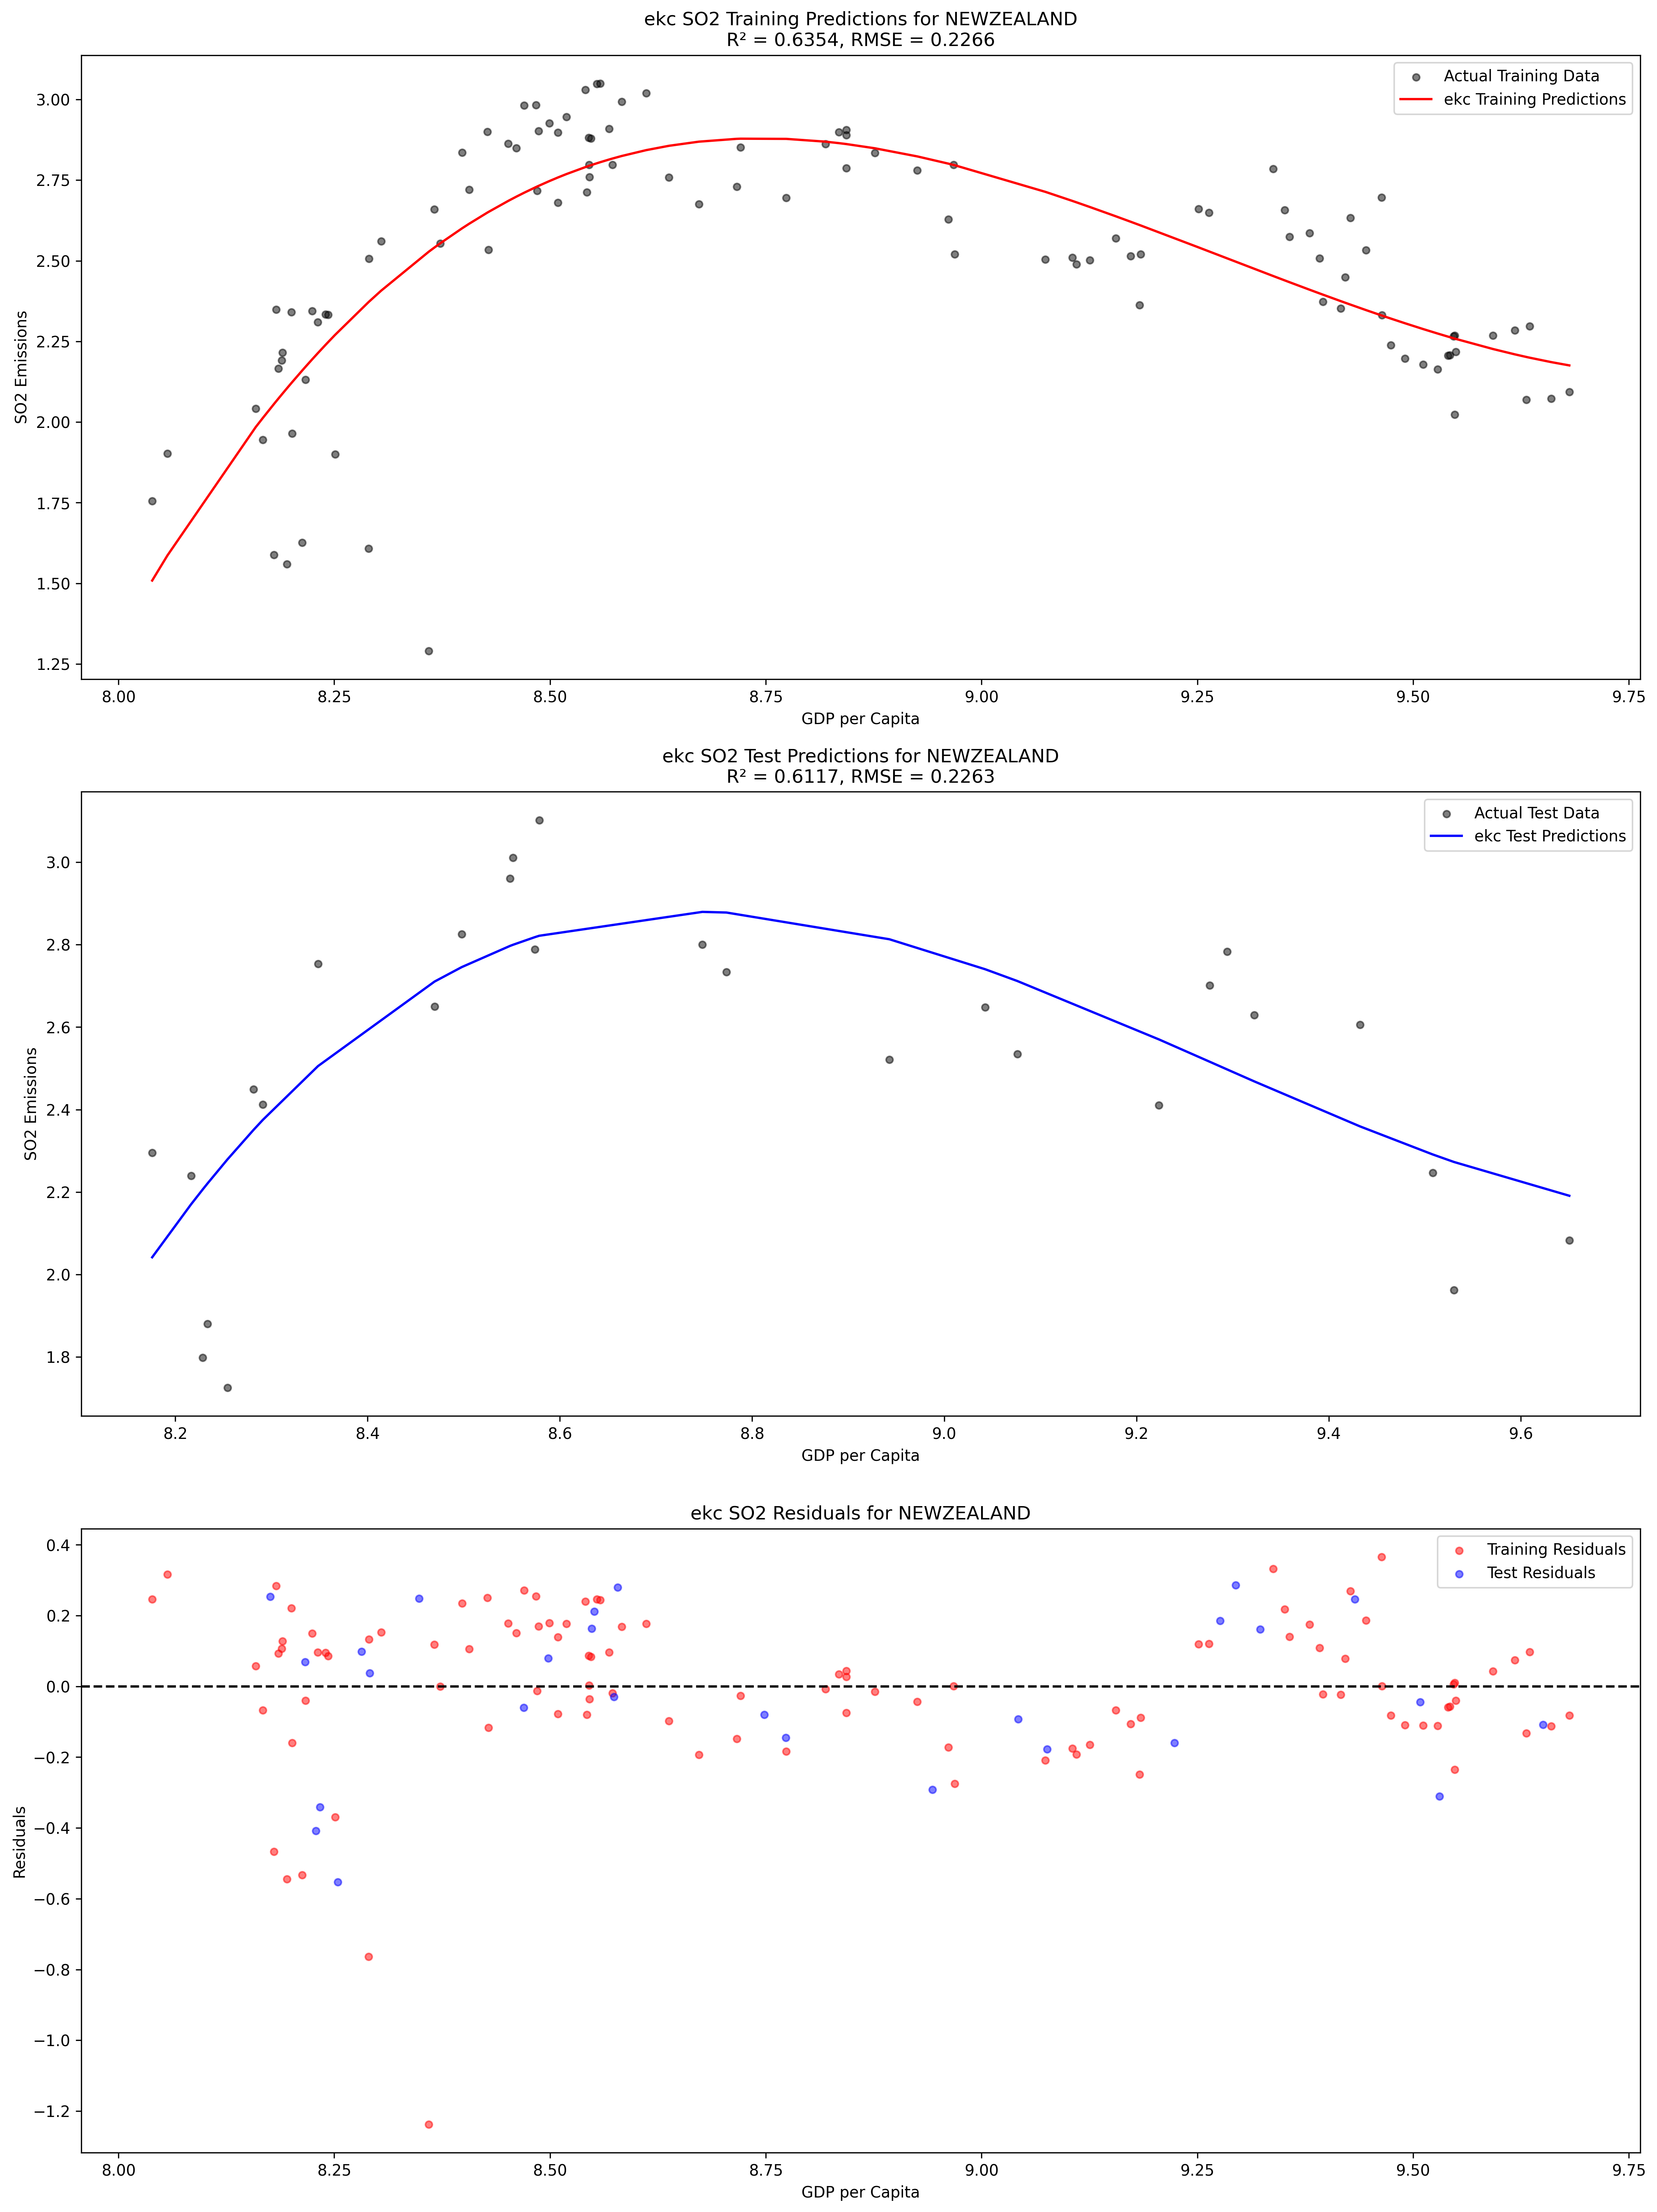 ekc SO2 Training Predictions for NEWZEALAND
R² = 0.6354, RMSE = 0.2266
Actual Training Data
ekc Training Predictions
SO2 Emissions
3.00
2.75
2.50
2.25
2.00
1.75
1.50
1.25
8.00 8.25 8.50 8.75 9.00 9.25 9.50 9.75
GDP per Capita
ekc SO2 Test Predictions for NEWZEALAND
R² = 0.6117, RMSE = 0.2263
Actual Test Data
ekc Test Predictions
SO2 Emissions
3.0
2.8
2.6
2.4
2.2
2.0
1.8
8.2 8.4 8.6 8.8 9.0 9.2 9.4 9.6
GDP per Capita
ekc SO2 Residuals for NEWZEALAND
Training Residuals
Test Residuals
Residuals
0.4
0.2
0.0
−0.2
−0.4
−0.6
−0.8
−1.0
−1.2
8.00 8.25 8.50 8.75 9.00 9.25 9.50 9.75
GDP per Capita